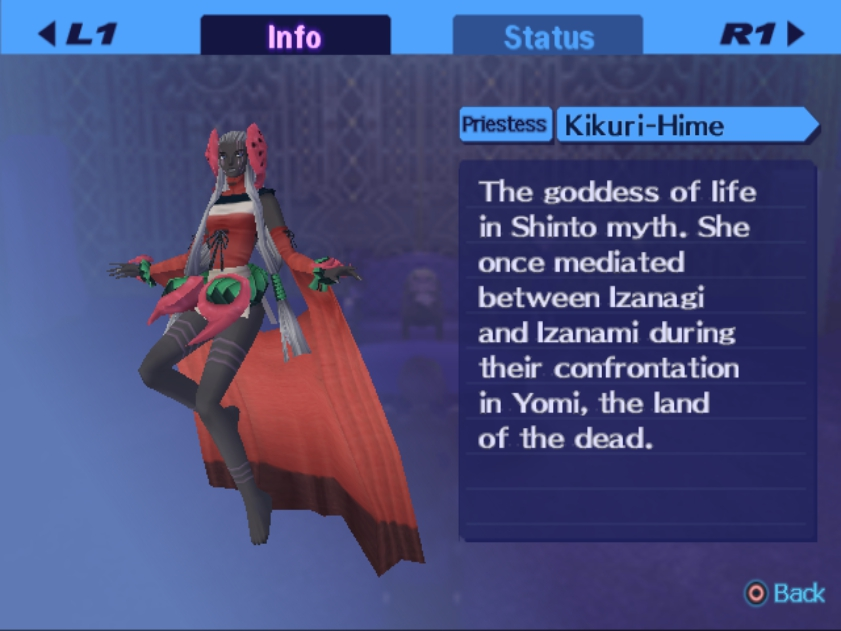 L1
Info
Status
R1
Priestess
Kikuri-Hime
The goddess of life
in Shinto myth. She
once mediated
between Izanagi
and Izanami during
their confrontation
in Yomi, the land
of the dead.
Back